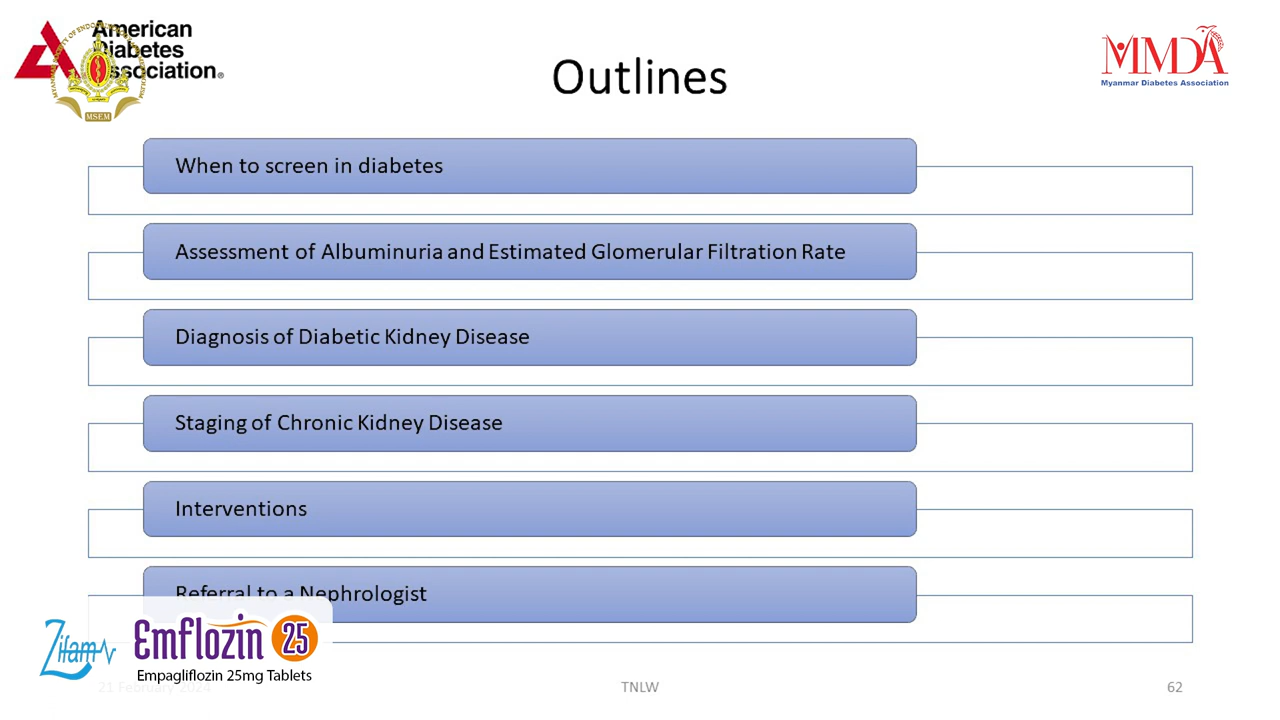 American
Diabetes
Association®
MSEM
Outlines
MMDA
Myanmar Diabetes Association
When to screen in diabetes
Assessment of Albuminuria and Estimated Glomerular Filtration Rate
Diagnosis of Diabetic Kidney Disease
Staging of Chronic Kidney Disease
Interventions
Referral to a Nephrologist
Zifam
Emflozin 25
Empagliflozin 25mg Tablets
21 February 2024
TNLW
62